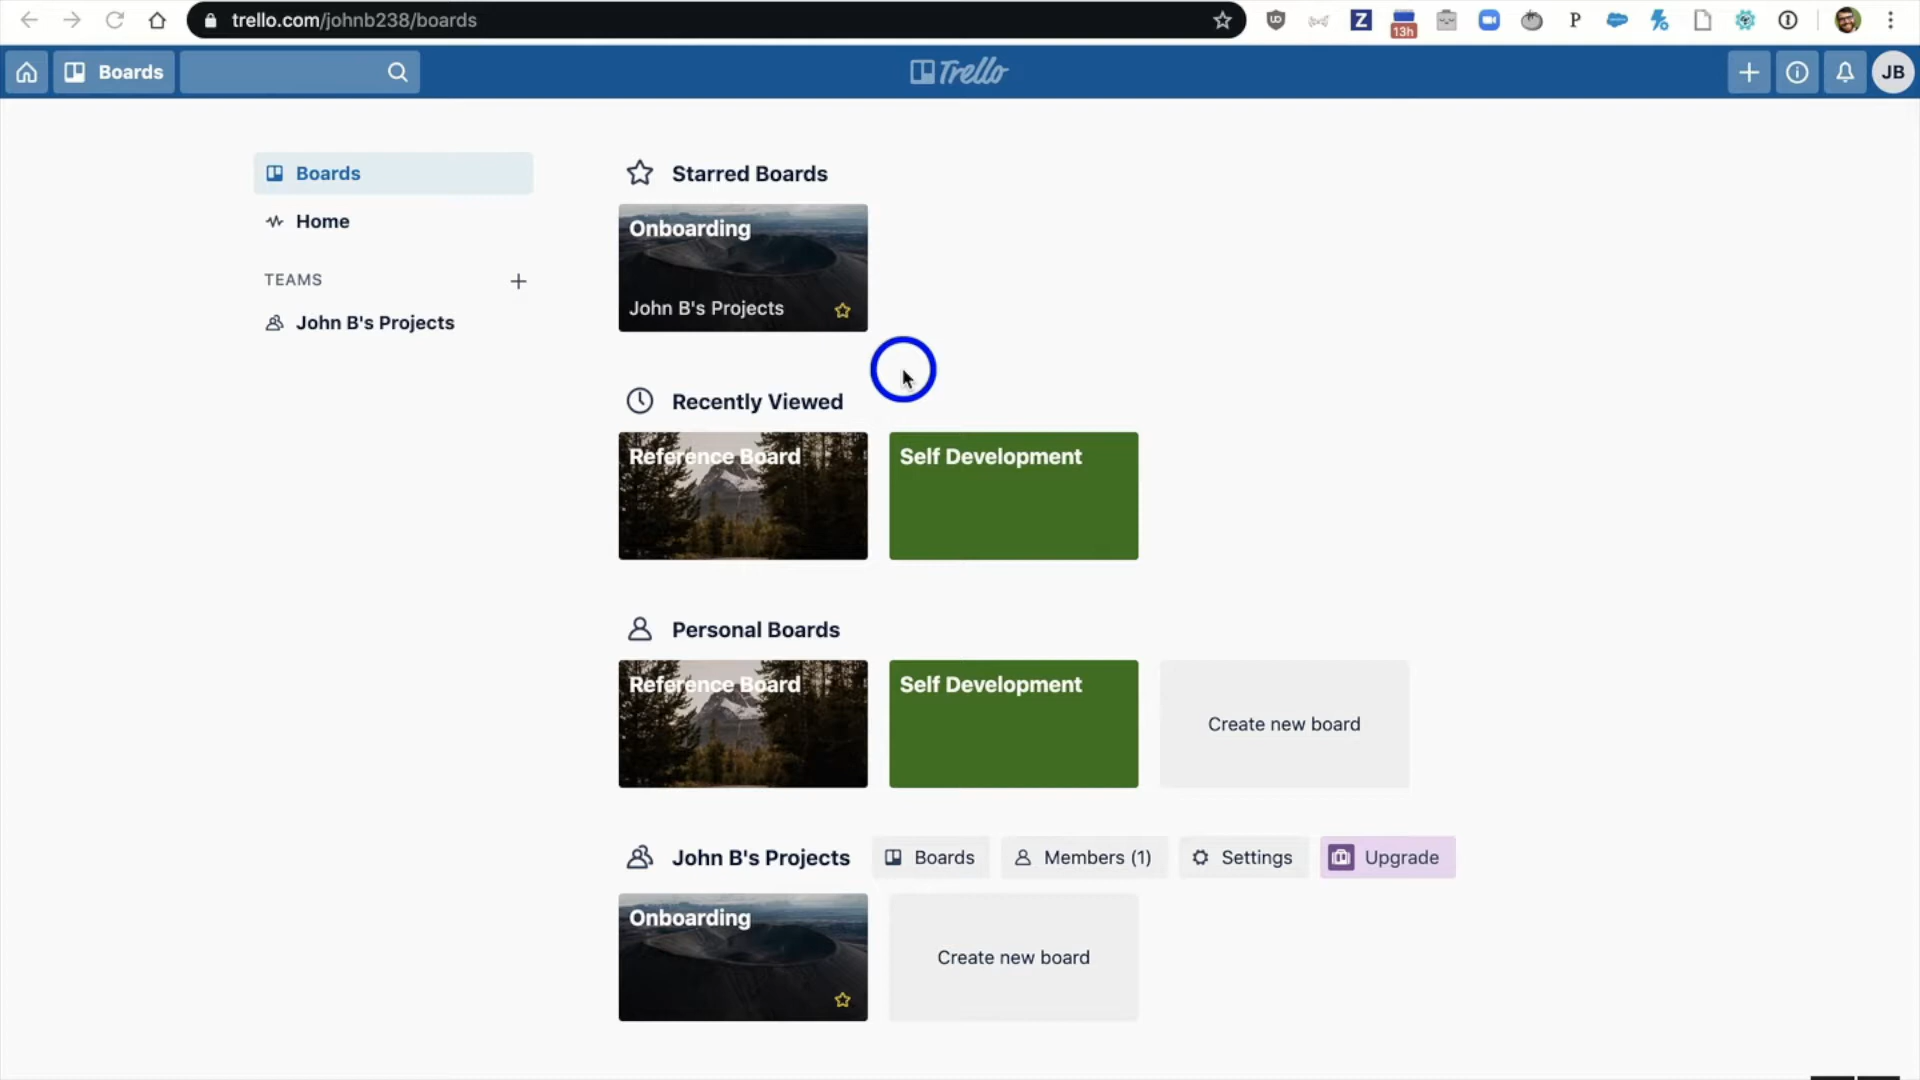 trello.com/johnb238/boards
13h
Boards
Trello
JB
Boards
Home
TEAMS
John B's Projects
Starred Boards
Onboarding
John B's Projects
Recently Viewed
Reference Board
Self Development
Personal Boards
Reference Board
Self Development
Create new board
John B's Projects
Boards
Members (1)
Settings
Upgrade
Onboarding
Create new board